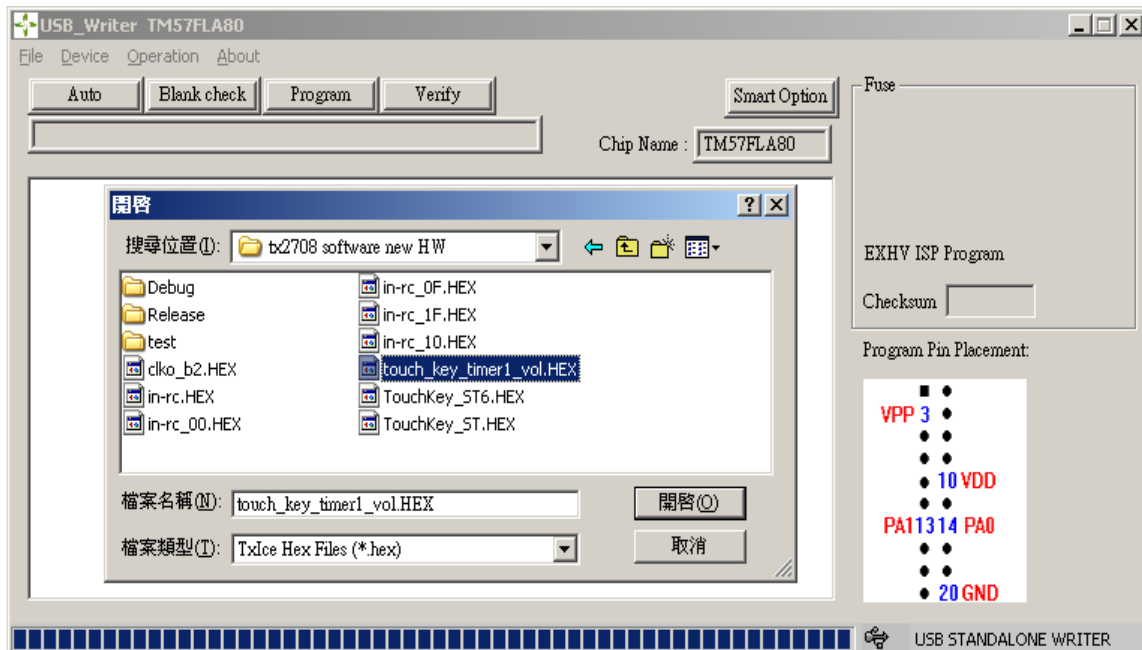 USB_Writer TM57FLA80
File Device Operation About
Auto Blank check Program Verify Smart Option
Chip Name : TM57FLA80
開啓
搜尋位置(I): tx2708 software new HW
Debug
Release
test
clko_b2.HEX
in-rc.HEX
in-rc_00.HEX
in-rc_0F.HEX
in-rc_1F.HEX
in-rc_10.HEX
touch_key_timer1_vol.HEX
TouchKey_ST6.HEX
TouchKey_ST.HEX
檔案名稱(N): touch_key_timer1_vol.HEX 開啓(O)
檔案類型(T): TxIce Hex Files (*.hex) 取消
Fuse
EXHV ISP Program
Checksum
Program Pin Placement:
VPP 3
10 VDD
PA1 13 14 PA0
20 GND
USB STANDALONE WRITER